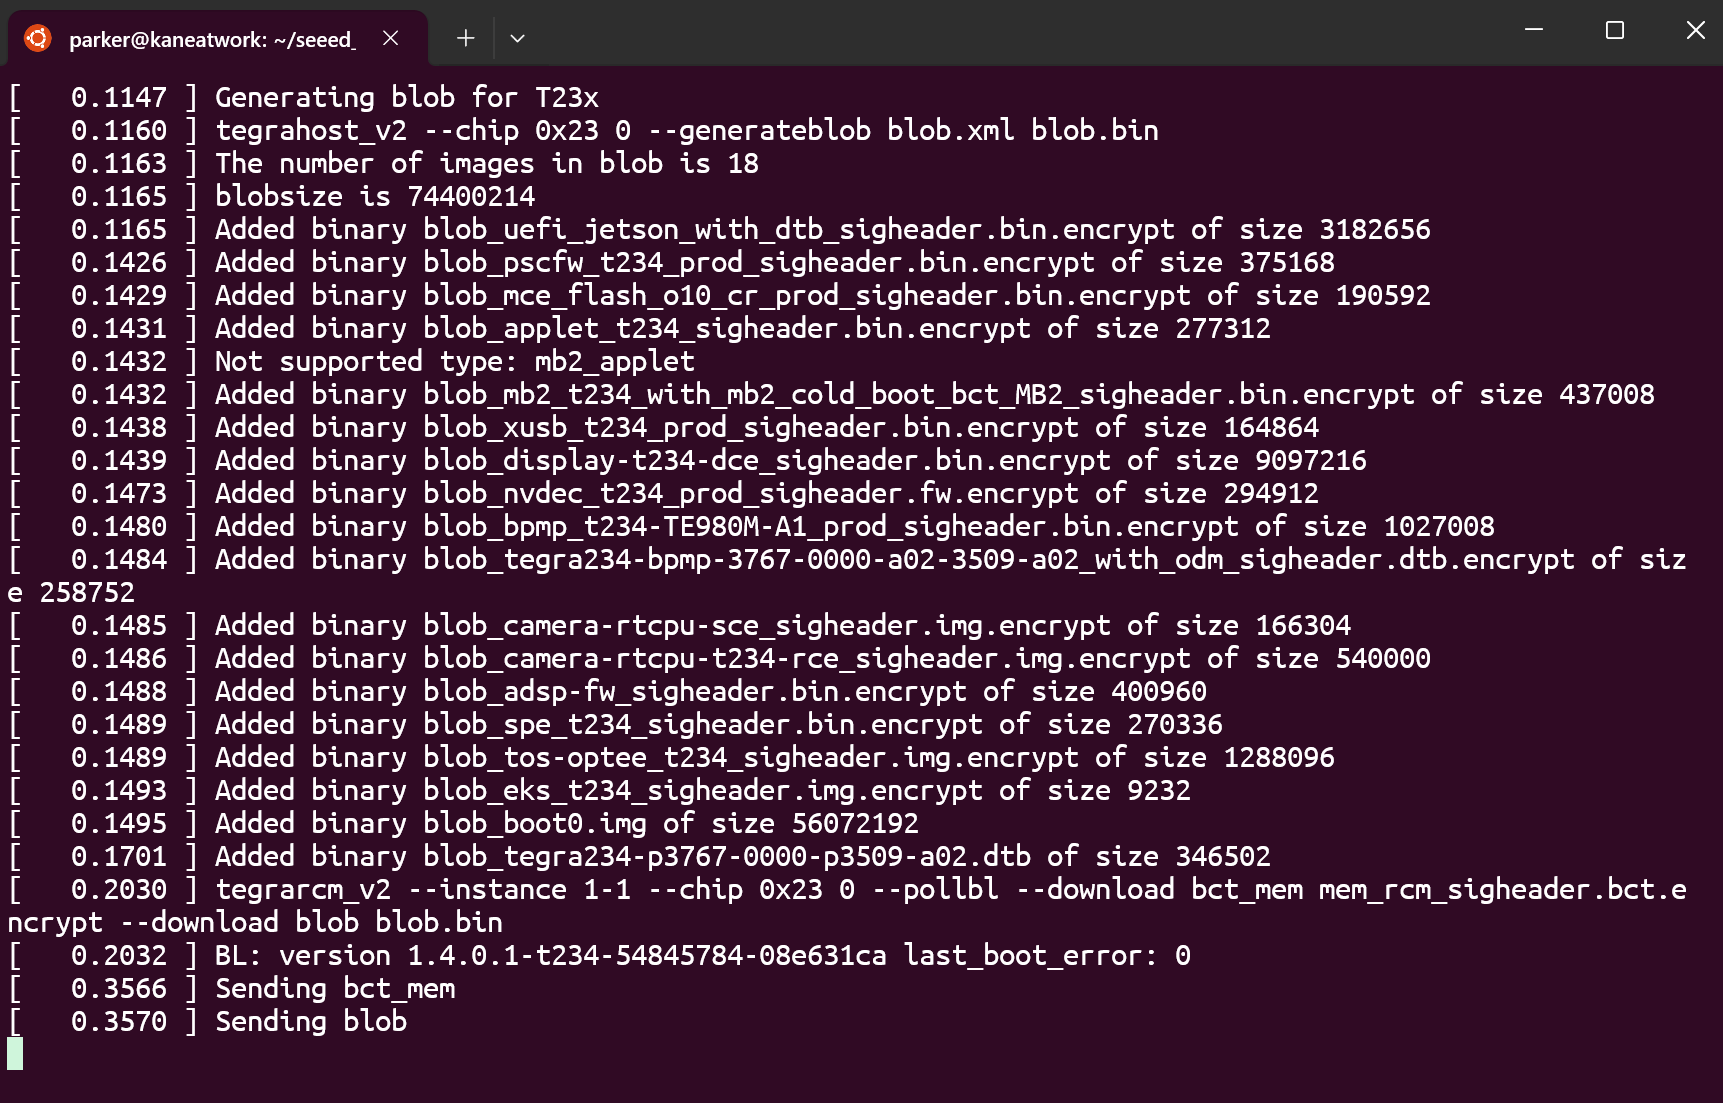 parker@kaneatwork: ~/seeed_
[   0.1147 ] Generating blob for T23x
[   0.1160 ] tegrahost_v2 --chip 0x23 0 --generateblob blob.xml blob.bin
[   0.1163 ] The number of images in blob is 18
[   0.1165 ] blobsize is 74400214
[   0.1165 ] Added binary blob_uefi_jetson_with_dtb_sigheader.bin.encrypt of size 3182656
[   0.1426 ] Added binary blob_pscfw_t234_prod_sigheader.bin.encrypt of size 375168
[   0.1429 ] Added binary blob_mce_flash_o10_cr_prod_sigheader.bin.encrypt of size 190592
[   0.1431 ] Added binary blob_applet_t234_sigheader.bin.encrypt of size 277312
[   0.1432 ] Not supported type: mb2_applet
[   0.1432 ] Added binary blob_mb2_t234_with_mb2_cold_boot_bct_MB2_sigheader.bin.encrypt of size 437008
[   0.1438 ] Added binary blob_xusb_t234_prod_sigheader.bin.encrypt of size 164864
[   0.1439 ] Added binary blob_display-t234-dce_sigheader.bin.encrypt of size 9097216
[   0.1473 ] Added binary blob_nvdec_t234_prod_sigheader.fw.encrypt of size 294912
[   0.1480 ] Added binary blob_bpmp_t234-TE980M-A1_prod_sigheader.bin.encrypt of size 1027008
[   0.1484 ] Added binary blob_tegra234-bpmp-3767-0000-a02-3509-a02_with_odm_sigheader.dtb.encrypt of siz
e 258752
[   0.1485 ] Added binary blob_camera-rtcpu-sce_sigheader.img.encrypt of size 166304
[   0.1486 ] Added binary blob_camera-rtcpu-t234-rce_sigheader.img.encrypt of size 540000
[   0.1488 ] Added binary blob_adsp-fw_sigheader.bin.encrypt of size 400960
[   0.1489 ] Added binary blob_spe_t234_sigheader.bin.encrypt of size 270336
[   0.1489 ] Added binary blob_tos-optee_t234_sigheader.img.encrypt of size 1288096
[   0.1493 ] Added binary blob_eks_t234_sigheader.img.encrypt of size 9232
[   0.1495 ] Added binary blob_boot0.img of size 56072192
[   0.1701 ] Added binary blob_tegra234-p3767-0000-p3509-a02.dtb of size 346502
[   0.2030 ] tegrarcm_v2 --instance 1-1 --chip 0x23 0 --pollbl --download bct_mem mem_rcm_sigheader.bct.e
ncrypt --download blob blob.bin
[   0.2032 ] BL: version 1.4.0.1-t234-54845784-08e631ca last_boot_error: 0
[   0.3566 ] Sending bct_mem
[   0.3570 ] Sending blob